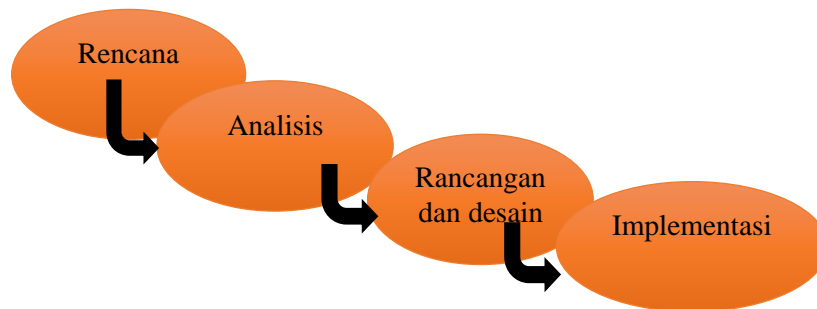 Rencana
Analisis
Rancangan
dan desain
Implementasi